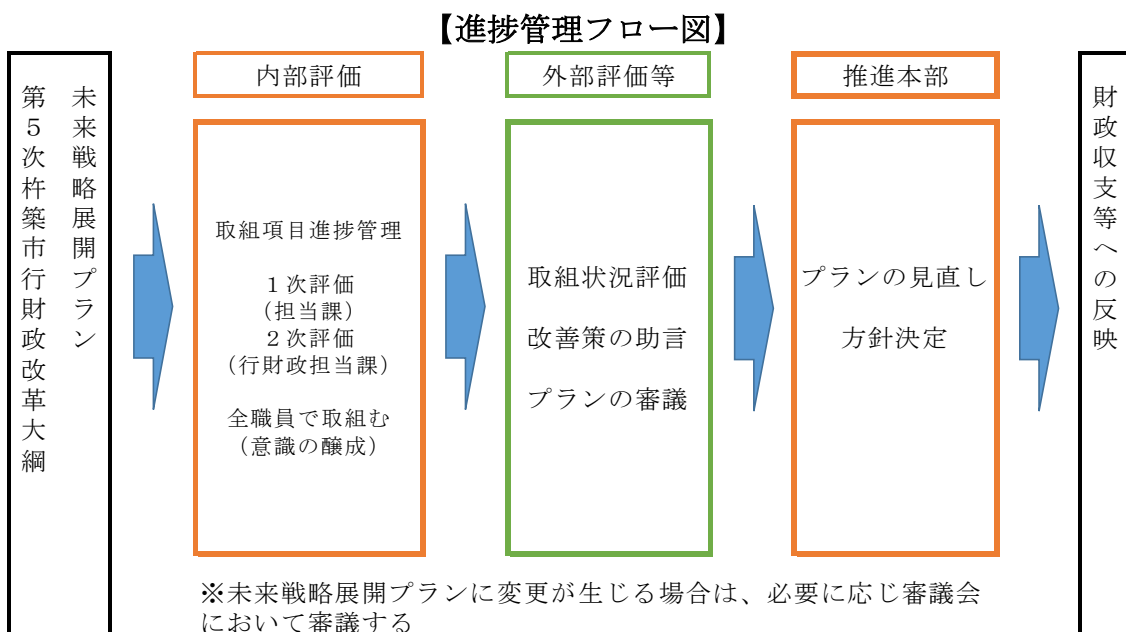 【進捗管理フロー図】
第５次杵築市行財政改革大綱
未来戦略展開プラン
内部評価
取組項目進捗管理
１次評価
(担当課)
２次評価
(行財政担当課)
全職員で取組む
(意識の醸成)
外部評価等
取組状況評価
改善策の助言
プランの審議
推進本部
プランの見直し
方針決定
財政収支等への反映
※未来戦略展開プランに変更が生じる場合は、必要に応じ審議会
において審議する